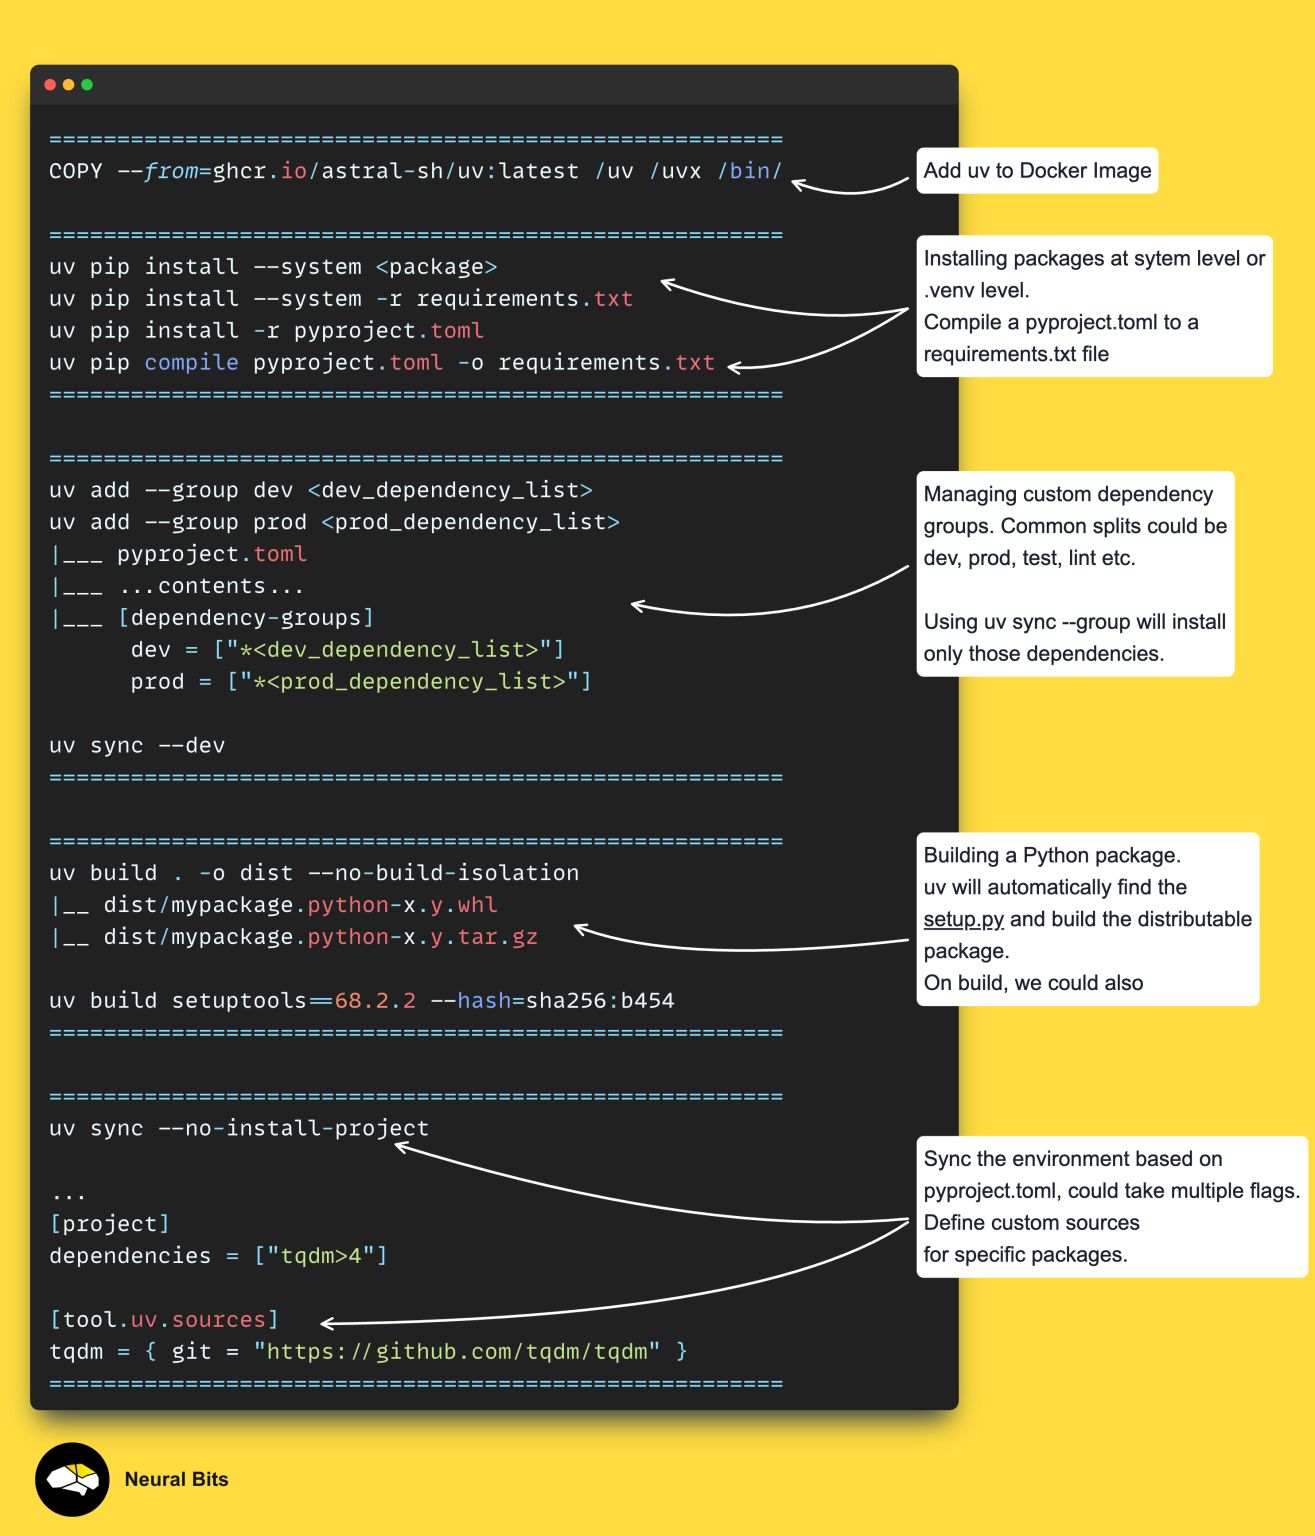 ======================================================
COPY --from=ghcr.io/astral-sh/uv:latest /uv /uvx /bin/
Add uv to Docker Image
======================================================
uv pip install --system <package>
uv pip install --system -r requirements.txt
uv pip install -r pyproject.toml
uv pip compile pyproject.toml -o requirements.txt
======================================================
Installing packages at sytem level or
.venv level.
Compile a pyproject.toml to a
requirements.txt file
======================================================
uv add --group dev <dev_dependency_list>
uv add --group prod <prod_dependency_list>
|___ pyproject.toml
|___ ...contents...
|___ [dependency-groups]
dev = ["*<dev_dependency_list>"]
prod = ["*<prod_dependency_list>"]
uv sync --dev
======================================================
Managing custom dependency
groups. Common splits could be
dev, prod, test, lint etc.
Using uv sync --group will install
only those dependencies.
======================================================
uv build . -o dist --no-build-isolation
|__ dist/mypackage.python-x.y.whl
|__ dist/mypackage.python-x.y.tar.gz
uv build setuptools==68.2.2 --hash=sha256:b454
======================================================
Building a Python package.
uv will automatically find the
setup.py and build the distributable
package.
On build, we could also
======================================================
uv sync --no-install-project
...
[project]
dependencies = ["tqdm>4"]
[tool.uv.sources]
tqdm = { git = "https://github.com/tqdm/tqdm" }
======================================================
Sync the environment based on
pyproject.toml, could take multiple flags.
Define custom sources
for specific packages.
Neural Bits